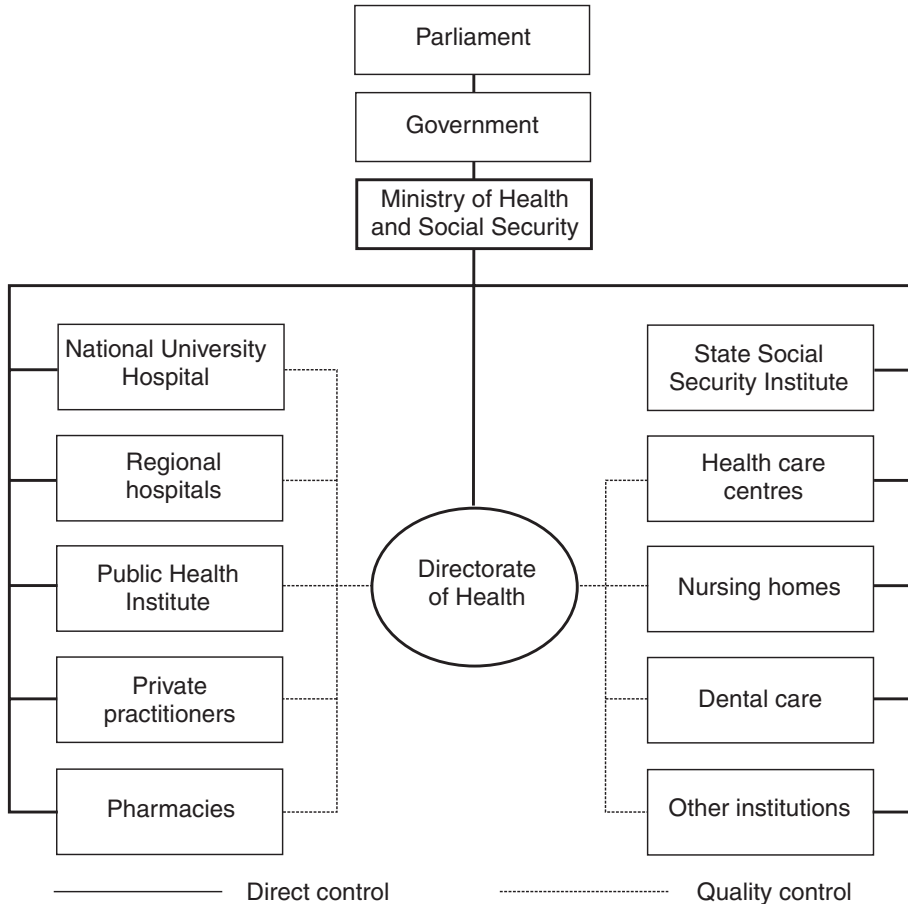 Parliament
Government
Ministry of Health
and Social Security
National University
Hospital
Regional
hospitals
Public Health
Institute
Private
practitioners
Pharmacies
Directorate
of Health
State Social
Security Institute
Health care
centres
Nursing homes
Dental care
Other institutions
Direct control
Quality control